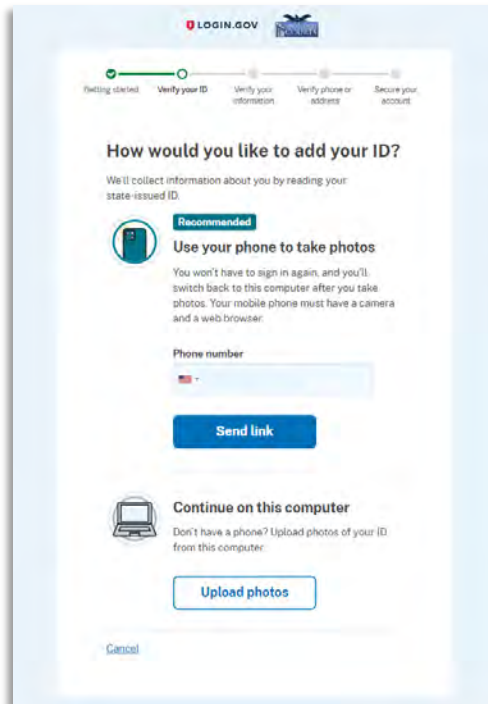 LOGIN.GOV
Getting started
Verify your ID
Verify your
information
Verify phone or
address
Secure your
account
How would you like to add your ID?
We'll collect information about you by reading your
state-issued ID.
Recommended
Use your phone to take photos
You won't have to sign in again, and you'll
switch back to this computer after you take
photos. Your mobile phone must have a camera
and a web browser.
Phone number
Send link
Continue on this computer
Don't have a phone? Upload photos of your ID
from this computer.
Upload photos
Cancel